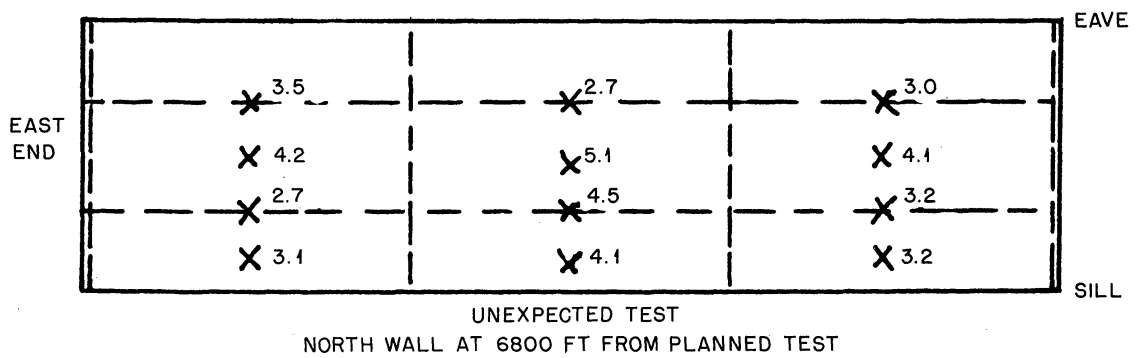 EAVE
3.5 2.7 3.0
EAST
END
4.2 5.1 4.1
2.7 4.5 3.2
3.1 4.1 3.2
SILL
UNEXPECTED TEST
NORTH WALL AT 6800 FT FROM PLANNED TEST